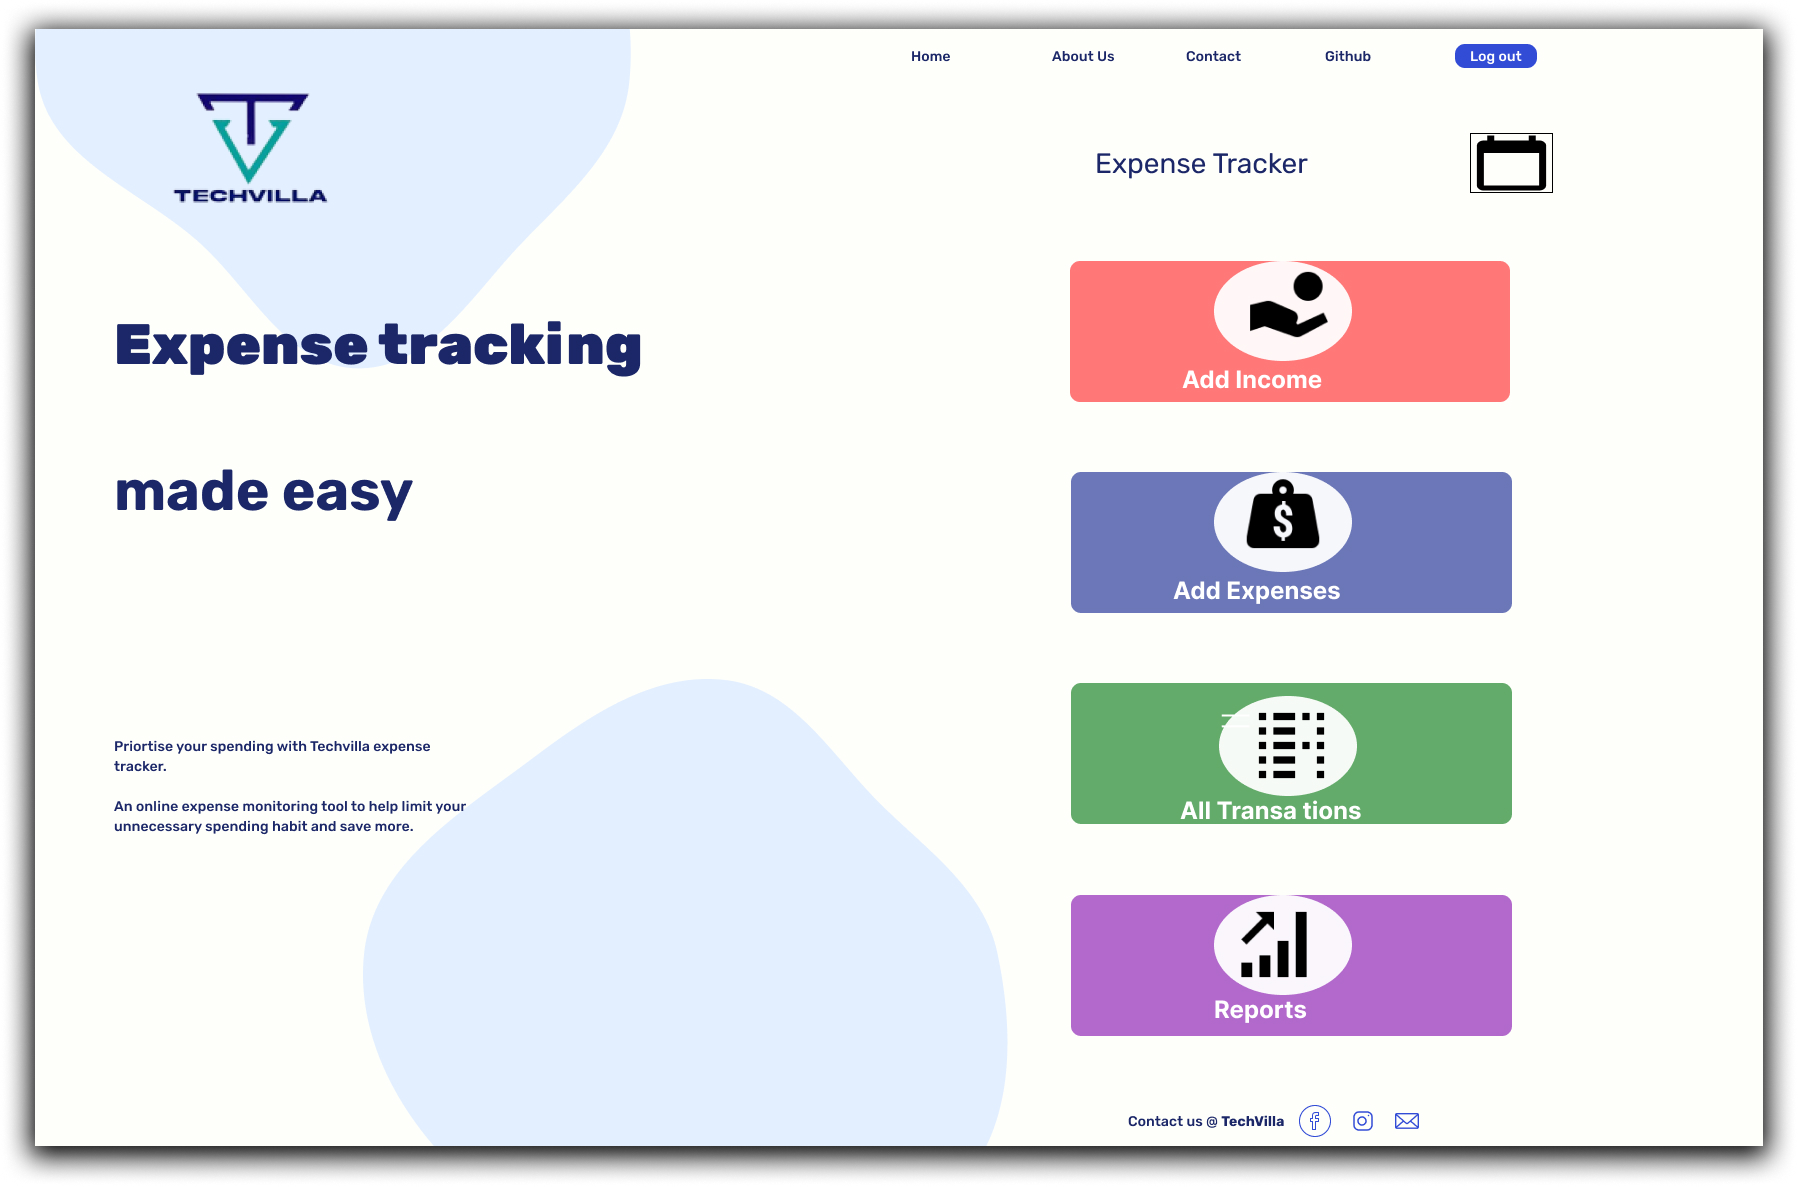 Home
About Us
Contact
Github
Log out
TECHVILLA
Expense Tracker
Expense tracking
made easy
Add Income
$
Add Expenses
Priortise your spending with Techvilla expense
tracker.
An online expense monitoring tool to help limit your
unnecessary spending habit and save more.
All Transa tions
Reports
Contact us @ TechVilla